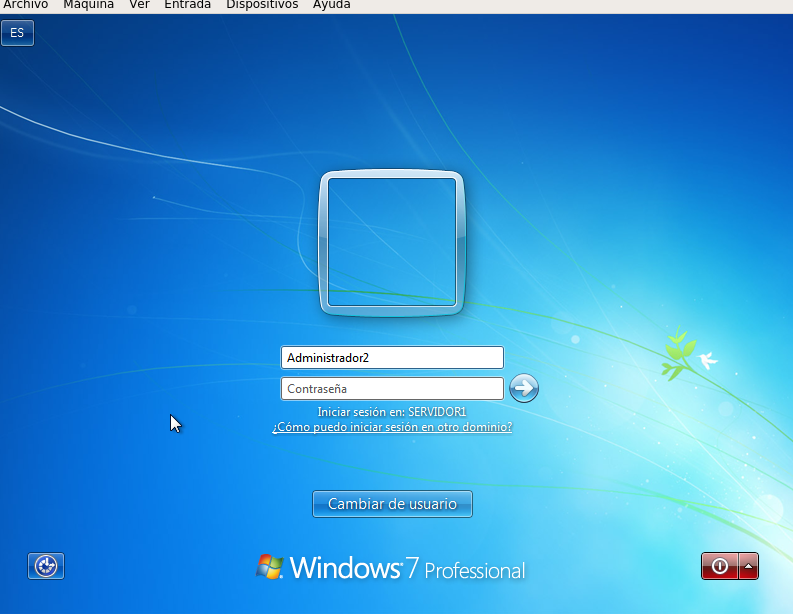 Archivo Máquina Ver Entrada Dispositivos Ayuda
ES
Administrador2
Contraseña
Iniciar sesión en: SERVIDOR1
¿Cómo puedo iniciar sesión en otro dominio?
Cambiar de usuario
Windows 7 Professional